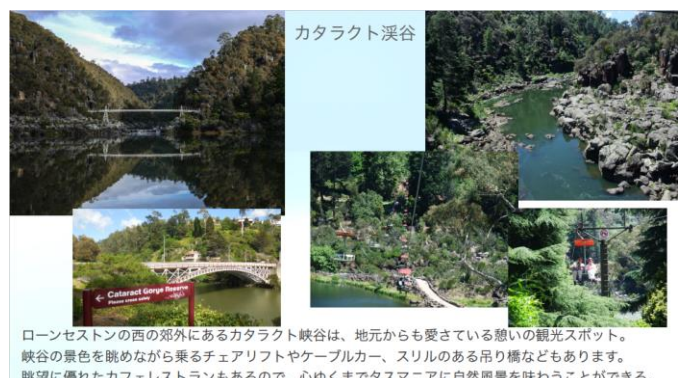 カタラクト渓谷
← Cataract Gorge Reserve
Please cross safely
ローンセストンの西の郊外にあるカタラクト峡谷は、地元からも愛さている憩いの観光スポット。
峡谷の景色を眺めながら乗るチェアリフトやケーブルカー、スリルのある吊り橋などもあります。
眺望に優れたカフェレストランもあるので、心ゆくまでタスマニアに自然風景を味わうことができる。